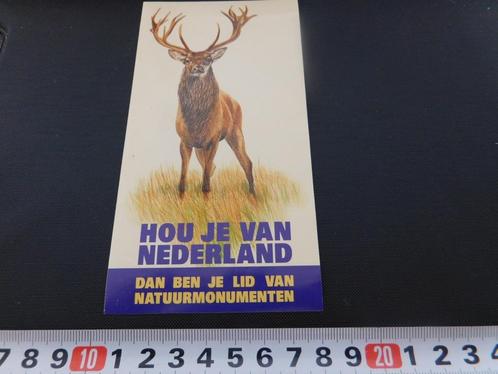 HOU JE VAN
NEDERLAND
DAN BEN JE LID VAN
NATUURMONUMENTEN
7 8 9 10 1 2 3 4 5 6 7 8 9 20 1 2 3 4